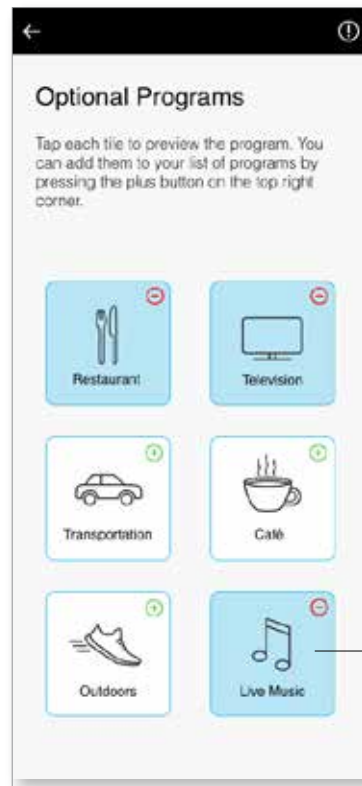 Optional Programs
Tap each tile to preview the program. You
can add them to your list of programs by
pressing the plus button on the top right
corner.
Restaurant
Television
Transportation
Café
Outdoors
Live Music